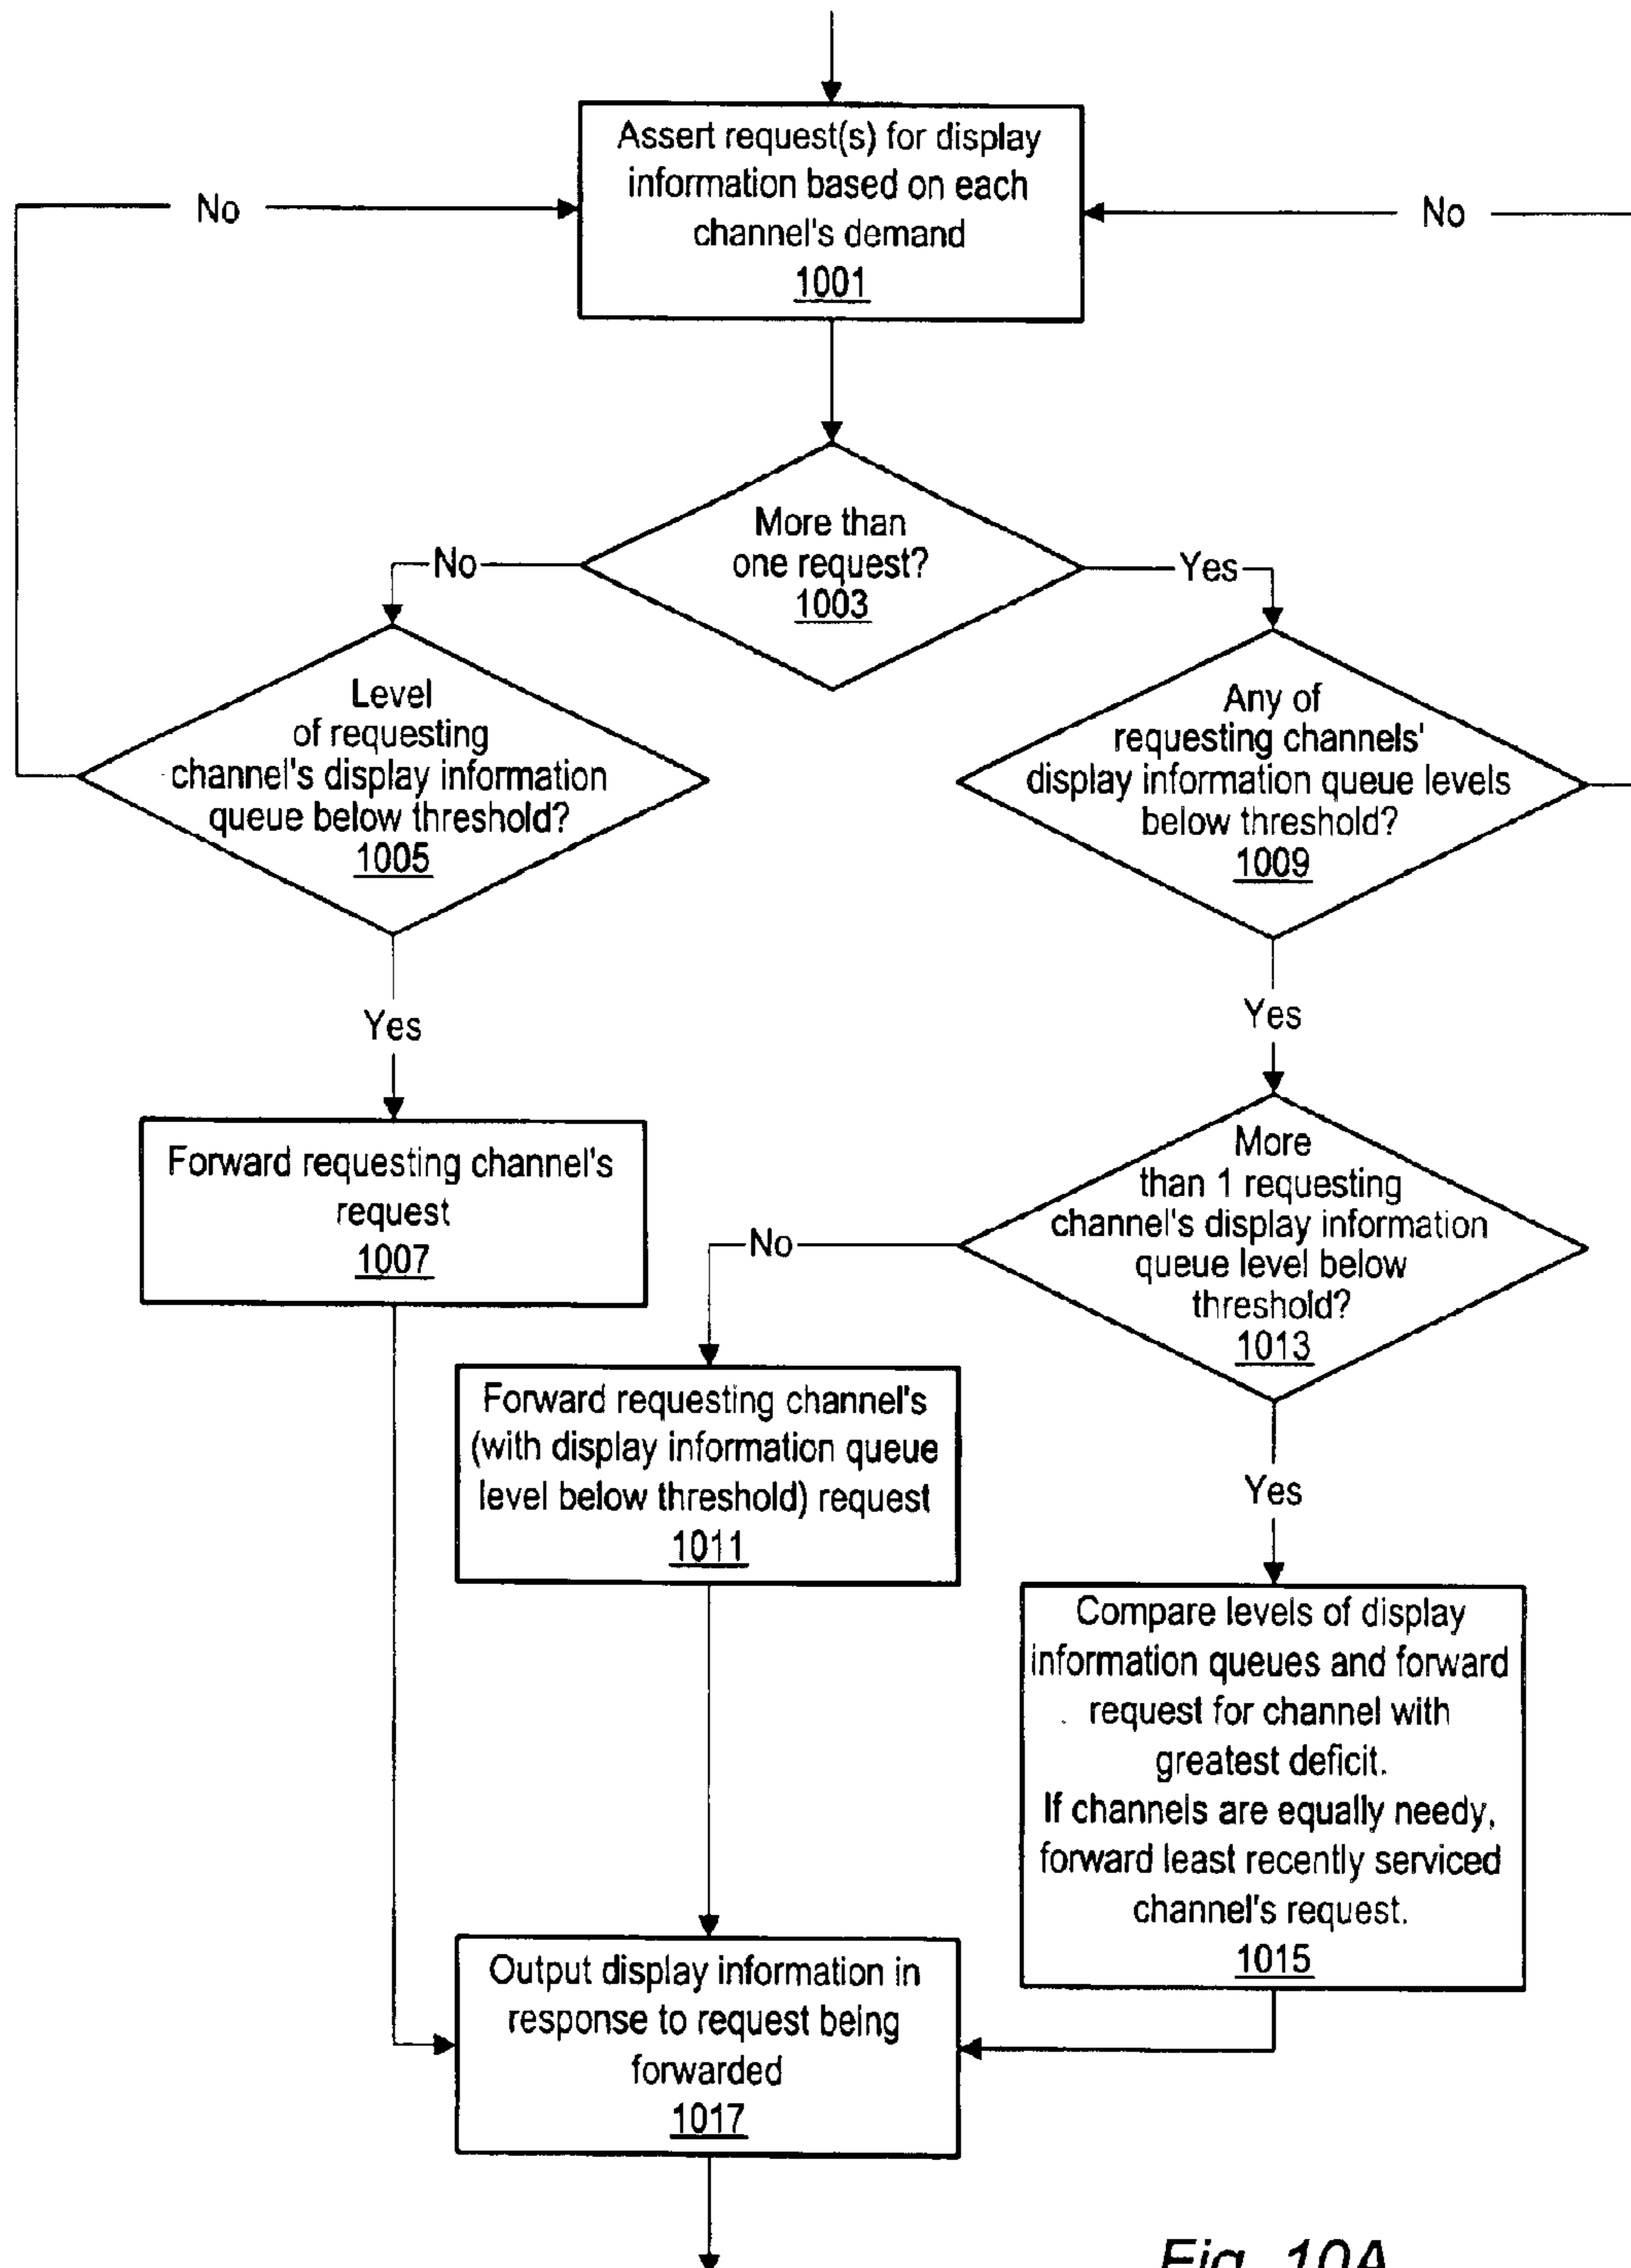 Assert request(s) for display
information based on each
channel's demand
1001
No
No
More than
one request?
1003
No
Yes
Level
of requesting
channel's display information
queue below threshold?
1005
Any of
requesting channels'
display information queue levels
below threshold?
1009
Yes
Yes
Forward requesting channel's
request
1007
More
than 1 requesting
channel's display information
queue level below
threshold?
1013
No
Forward requesting channel's
(with display information queue
level below threshold) request
1011
Yes
Compare levels of display
information queues and forward
request for channel with
greatest deficit.
If channels are equally needy,
forward least recently serviced
channel's request.
1015
Output display information in
response to request being
forwarded
1017
Fig. 10A